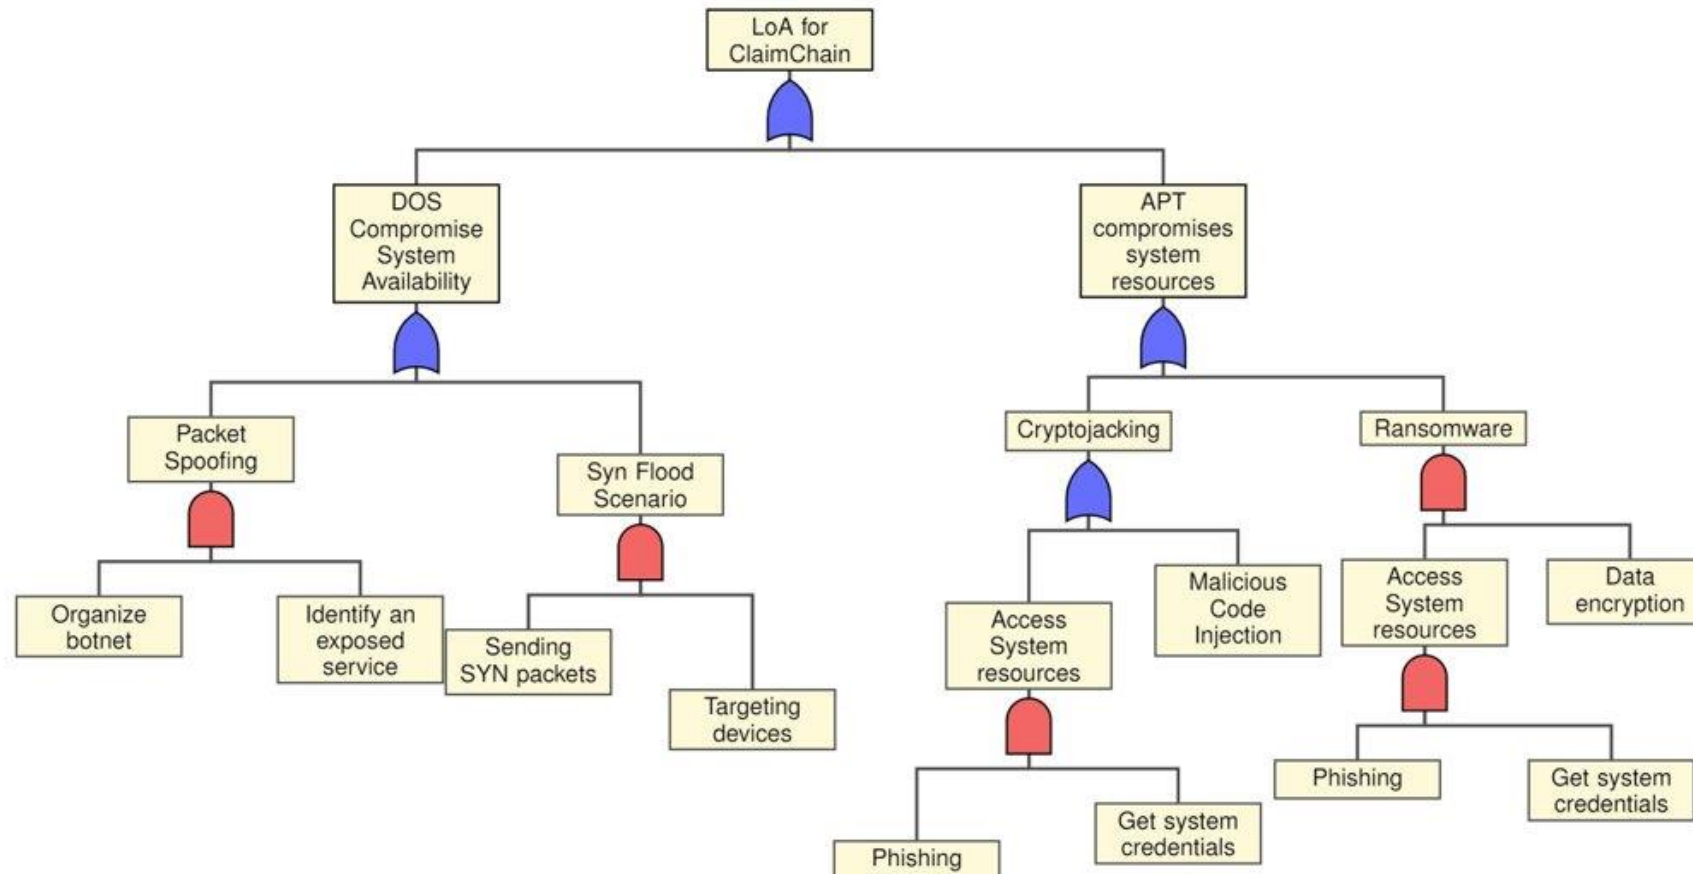 LoA for
ClaimChain
DOS
Compromise
System
Availability
APT
compromises
system
resources
Packet
Spoofing
Syn Flood
Scenario
Cryptojacking
Ransomware
Organize
botnet
Identify an
exposed
service
Sending
SYN packets
Targeting
devices
Access
System
resources
Malicious
Code
Injection
Access
System
resources
Data
encryption
Phishing
Get system
credentials
Phishing
Get system
credentials